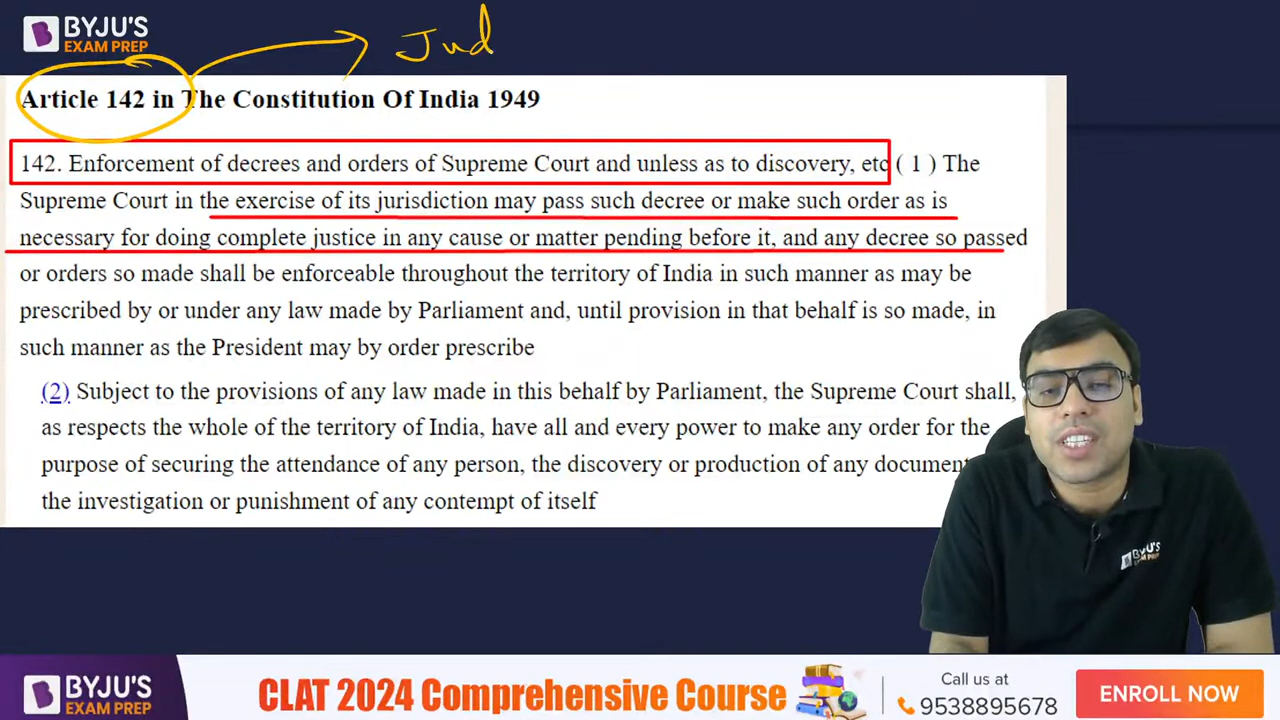 BYJU'S
EXAM PREP
Jud
Article 142 in The Constitution Of India 1949
142. Enforcement of decrees and orders of Supreme Court and unless as to discovery, etc ( 1 ) The
Supreme Court in the exercise of its jurisdiction may pass such decree or make such order as is
necessary for doing complete justice in any cause or matter pending before it, and any decree so passed
or orders so made shall be enforceable throughout the territory of India in such manner as may be
prescribed by or under any law made by Parliament and, until provision in that behalf is so made, in
such manner as the President may by order prescribe
(2) Subject to the provisions of any law made in this behalf by Parliament, the Supreme Court shall,
as respects the whole of the territory of India, have all and every power to make any order for the
purpose of securing the attendance of any person, the discovery or production of any document
the investigation or punishment of any contempt of itself
BYJU'S
EXAM PREP
BYJU'S
EXAM PREP
CLAT 2024 Comprehensive Course
Call us at
9538895678
ENROLL NOW